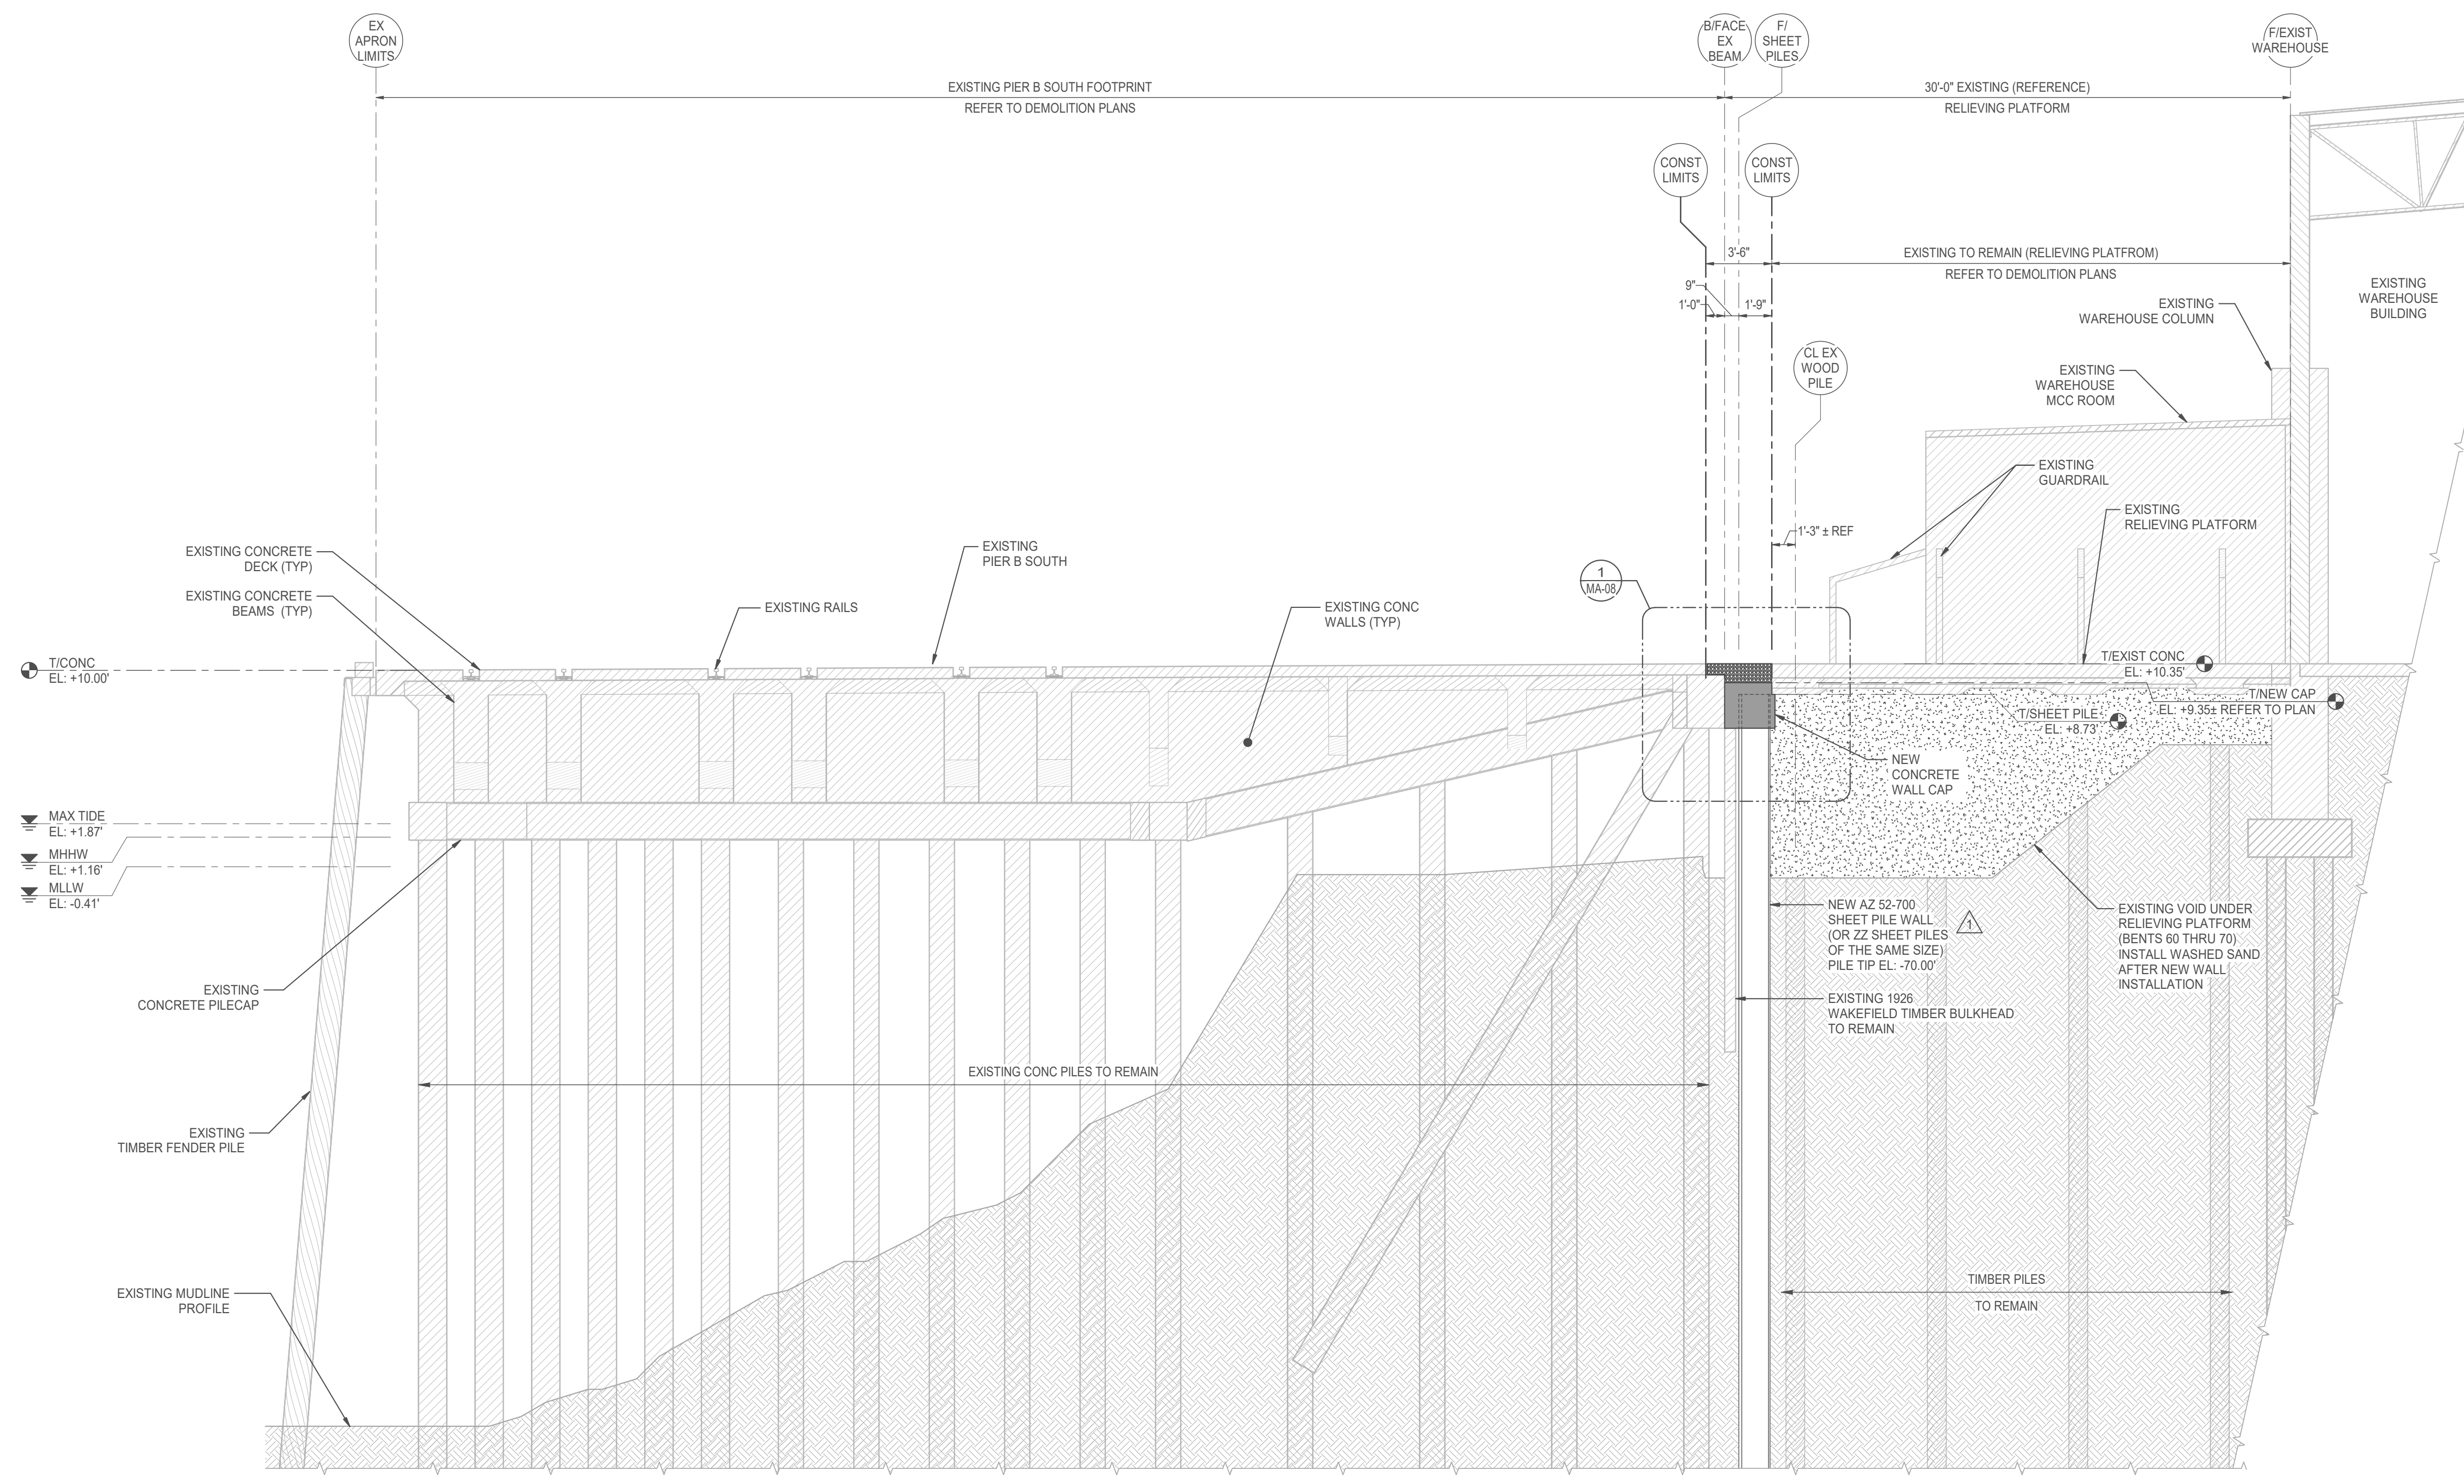 EX
APRON
LIMITS
B/FACE
EX
BEAM
F/
SHEET
PILES
F/EXIST
WAREHOUSE
EXISTING PIER B SOUTH FOOTPRINT
REFER TO DEMOLITION PLANS
30'-0" EXISTING (REFERENCE)
RELIEVING PLATFORM
CONST
LIMITS
CONST
LIMITS
3'-6"
EXISTING TO REMAIN (RELIEVING PLATFROM)
REFER TO DEMOLITION PLANS
9"
1'-0"
1'-9"
EXISTING
WAREHOUSE
BUILDING
EXISTING
WAREHOUSE COLUMN
CL EX
WOOD
PILE
EXISTING
WAREHOUSE
MCC ROOM
EXISTING
GUARDRAIL
EXISTING
RELIEVING PLATFORM
1'-3" ± REF
EXISTING CONCRETE
DECK (TYP)
EXISTING
PIER B SOUTH
1
MA-08
EXISTING CONCRETE
BEAMS (TYP)
EXISTING RAILS
EXISTING CONC
WALLS (TYP)
T/CONC
EL: +10.00'
T/EXIST CONC
EL: +10.35'
T/NEW CAP
EL: +9.35± REFER TO PLAN
T/SHEET PILE
EL: +8.73'
NEW
CONCRETE
WALL CAP
MAX TIDE
EL: +1.87'
MHHW
EL: +1.16'
MLLW
EL: -0.41'
NEW AZ 52-700
SHEET PILE WALL
(OR ZZ SHEET PILES
OF THE SAME SIZE)
PILE TIP EL: -70.00'
1
EXISTING VOID UNDER
RELIEVING PLATFORM
(BENTS 60 THRU 70)
INSTALL WASHED SAND
AFTER NEW WALL
INSTALLATION
EXISTING
CONCRETE PILECAP
EXISTING 1926
WAKEFIELD TIMBER BULKHEAD
TO REMAIN
EXISTING CONC PILES TO REMAIN
EXISTING
TIMBER FENDER PILE
TIMBER PILES
TO REMAIN
EXISTING MUDLINE
PROFILE